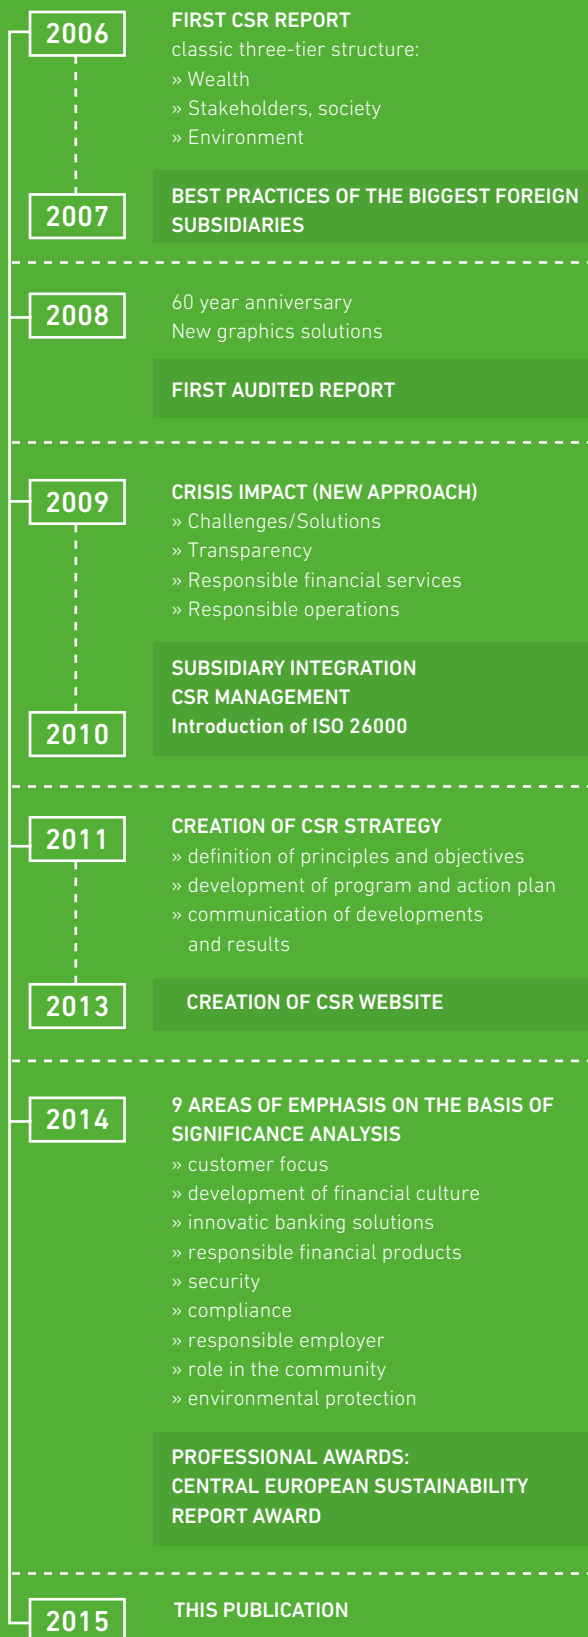 2006
FIRST CSR REPORT
classic three-tier structure:
» Wealth
» Stakeholders, society
» Environment
2007
BEST PRACTICES OF THE BIGGEST FOREIGN
SUBSIDIARIES
2008
60 year anniversary
New graphics solutions
FIRST AUDITED REPORT
2009
CRISIS IMPACT (NEW APPROACH)
» Challenges/Solutions
» Transparency
» Responsible financial services
» Responsible operations
SUBSIDIARY INTEGRATION
CSR MANAGEMENT
Introduction of ISO 26000
2010
2011
CREATION OF CSR STRATEGY
» definition of principles and objectives
» development of program and action plan
» communication of developments
and results
2013
CREATION OF CSR WEBSITE
2014
9 AREAS OF EMPHASIS ON THE BASIS OF
SIGNIFICANCE ANALYSIS
» customer focus
» development of financial culture
» innovatic banking solutions
» responsible financial products
» security
» compliance
» responsible employer
» role in the community
» environmental protection
PROFESSIONAL AWARDS:
CENTRAL EUROPEAN SUSTAINABILITY
REPORT AWARD
2015
THIS PUBLICATION